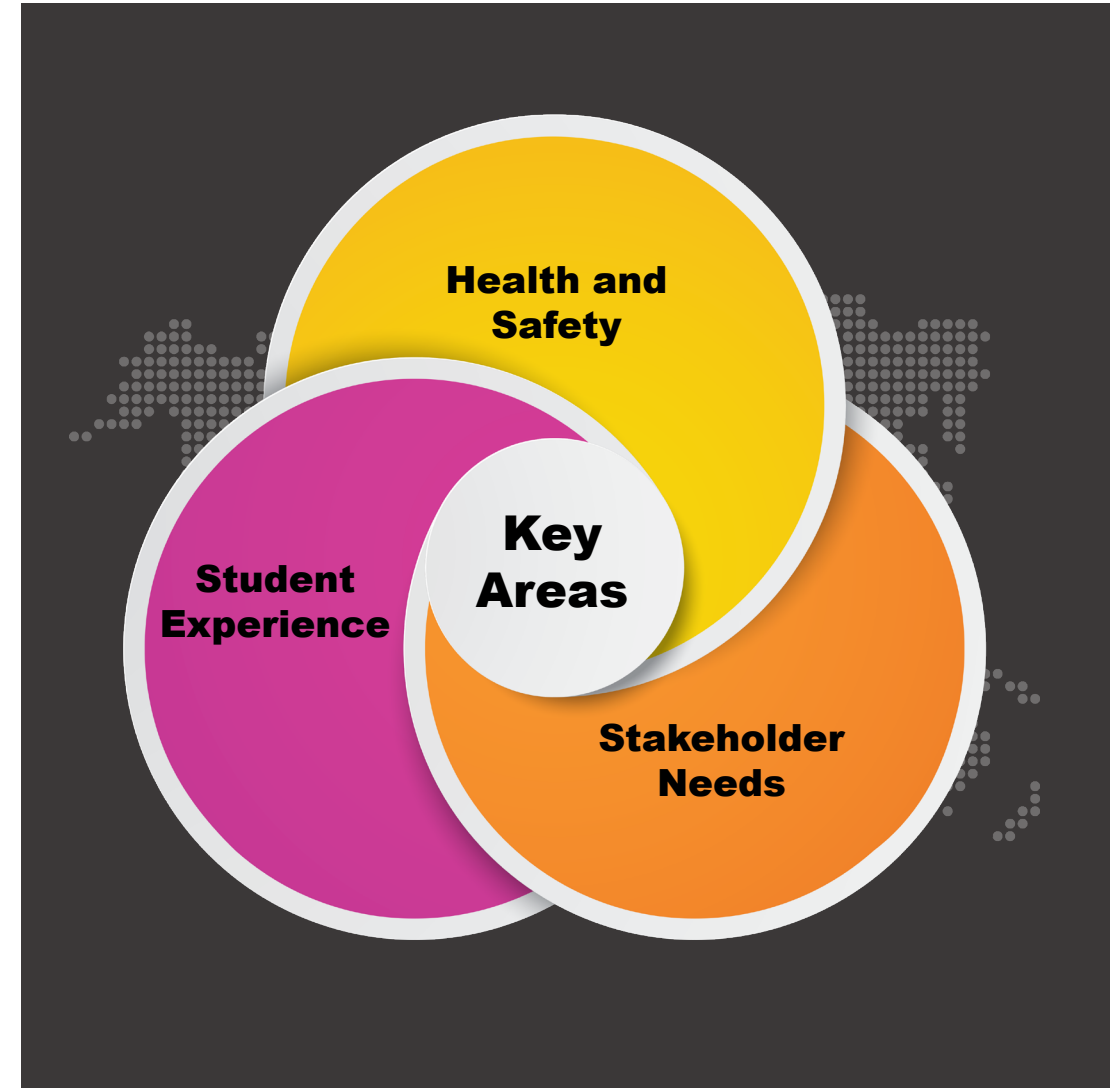 Health and
Safety
Key
Areas
Student
Experience
Stakeholder
Needs